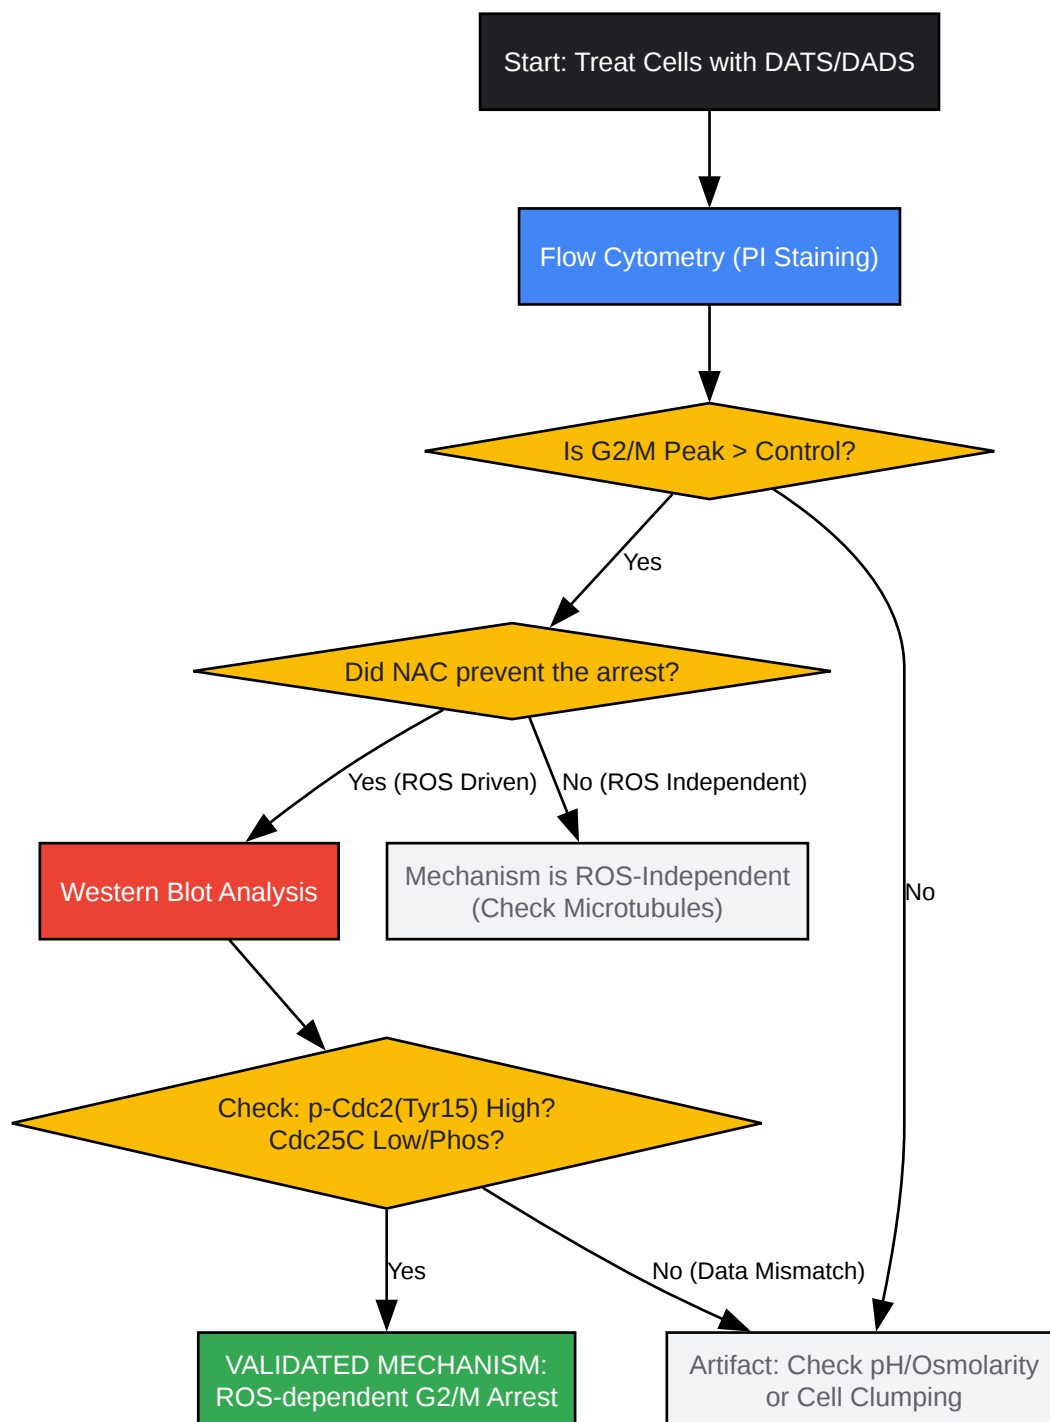 Start: Treat Cells with DATS/DADS
Flow Cytometry (PI Staining)
Is G2/M Peak > Control?
Yes
Did NAC prevent the arrest?
Yes (ROS Driven)
No (ROS Independent)
Western Blot Analysis
Mechanism is ROS-Independent
(Check Microtubules)
No
Check: p-Cdc2(Tyr15) High?
Cdc25C Low/Phos?
Yes
No (Data Mismatch)
VALIDATED MECHANISM:
ROS-dependent G2/M Arrest
Artifact: Check pH/Osmolarity
or Cell Clumping